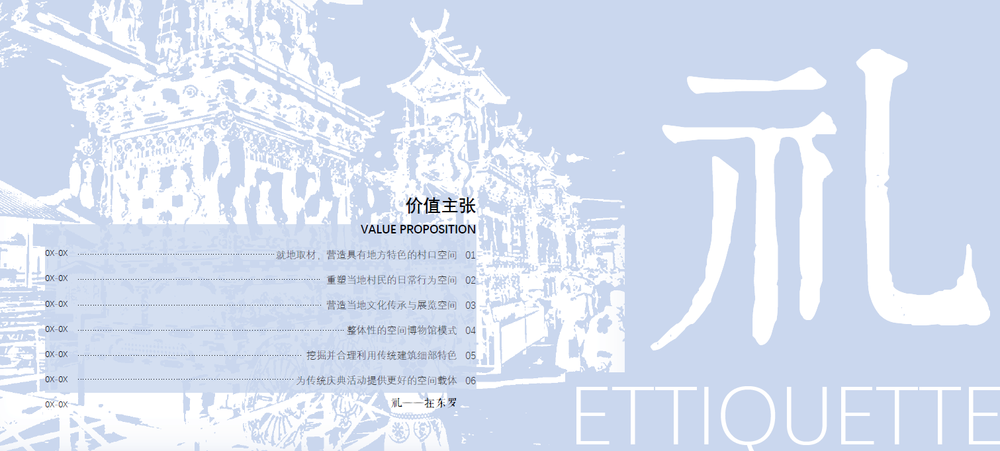 价值主张
VALUE PROPOSITION
0X-0X 就地取材，营造具有地方特色的村口空间 01
0X-0X 重塑当地村民的日常行为空间 02
0X-0X 营造当地文化传承与展览空间 03
0X-0X 整体性的空间博物馆模式 04
0X-0X 挖掘并合理利用传统建筑细部特色 05
0X-0X 为传统庆典活动提供更好的空间载体 06
0X-0X 礼——在东罗
礼
ETTIQUETTE